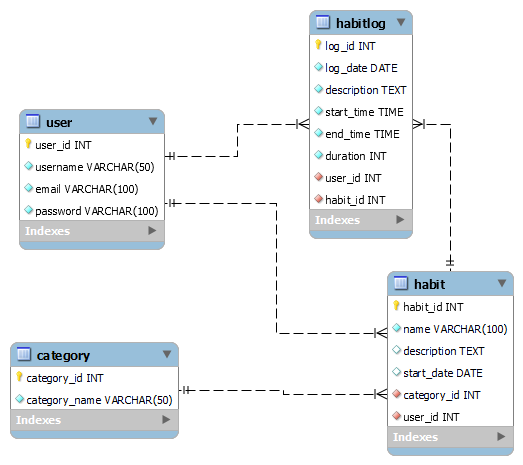 habitlog
log_id INT
log_date DATE
description TEXT
start_time TIME
end_time TIME
duration INT
user_id INT
habit_id INT
Indexes
user
user_id INT
username VARCHAR(50)
email VARCHAR(100)
password VARCHAR(100)
Indexes
habit
habit_id INT
name VARCHAR(100)
description TEXT
start_date DATE
category_id INT
user_id INT
Indexes
category
category_id INT
category_name VARCHAR(50)
Indexes